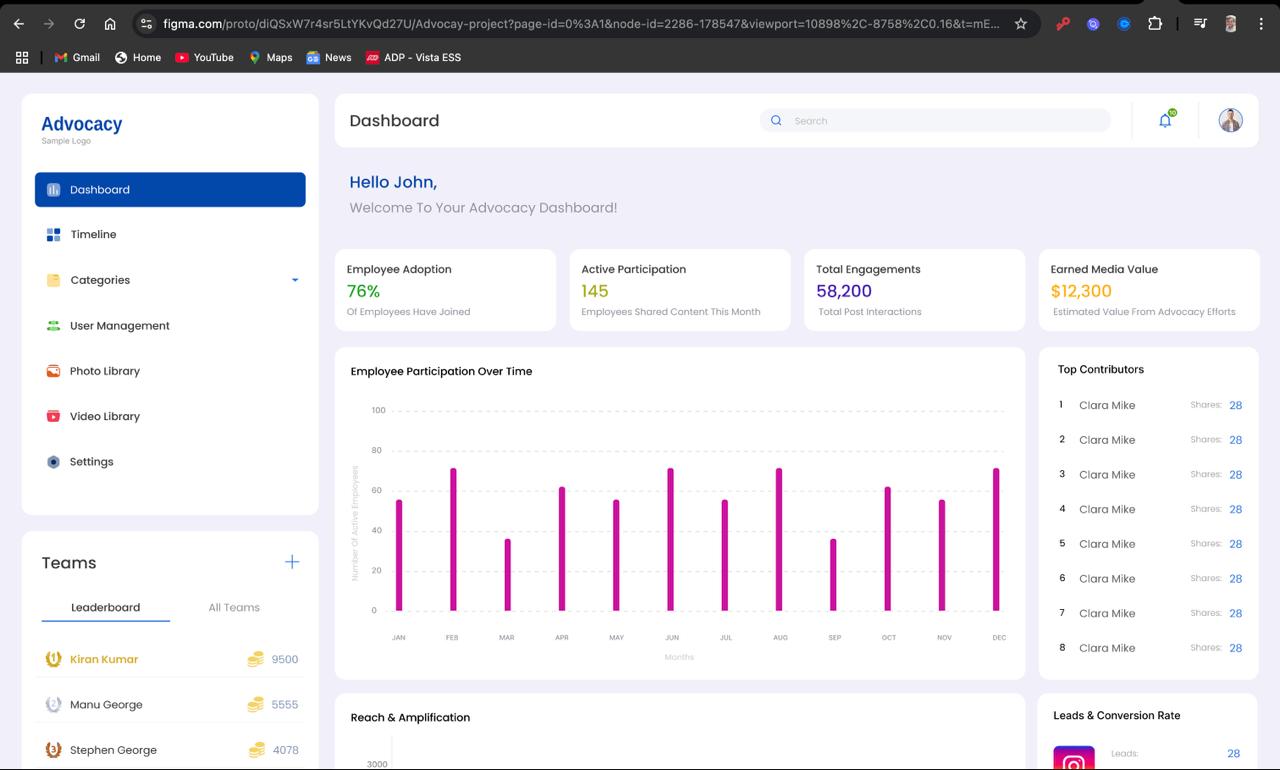 figma.com/proto/diQSxW7r4sr5LtYKvQd27U/Advocay-project?page-id=0%3A1&node-id=2286-178547&viewport=10898%2C-8758%2C0.16&t=mE...
Gmail Home YouTube Maps News ADP - Vista ESS
Advocacy
Sample Logo
Dashboard
Timeline
Categories
User Management
Photo Library
Video Library
Settings
Teams
Leaderboard All Teams
1 Kiran Kumar 9500
2 Manu George 5555
3 Stephen George 4078
Dashboard
Search
10
Hello John,
Welcome To Your Advocacy Dashboard!
Employee Adoption
76%
Of Employees Have Joined
Active Participation
145
Employees Shared Content This Month
Total Engagements
58,200
Total Post Interactions
Earned Media Value
$12,300
Estimated Value From Advocacy Efforts
Employee Participation Over Time
Number Of Active Employees
100
80
60
40
20
0
JAN FEB MAR APR MAY JUN JUL AUG SEP OCT NOV DEC
Months
Top Contributors
1 Clara Mike Shares: 28
2 Clara Mike Shares: 28
3 Clara Mike Shares: 28
4 Clara Mike Shares: 28
5 Clara Mike Shares: 28
6 Clara Mike Shares: 28
7 Clara Mike Shares: 28
8 Clara Mike Shares: 28
Reach & Amplification
3000
Leads & Conversion Rate
Leads: 28